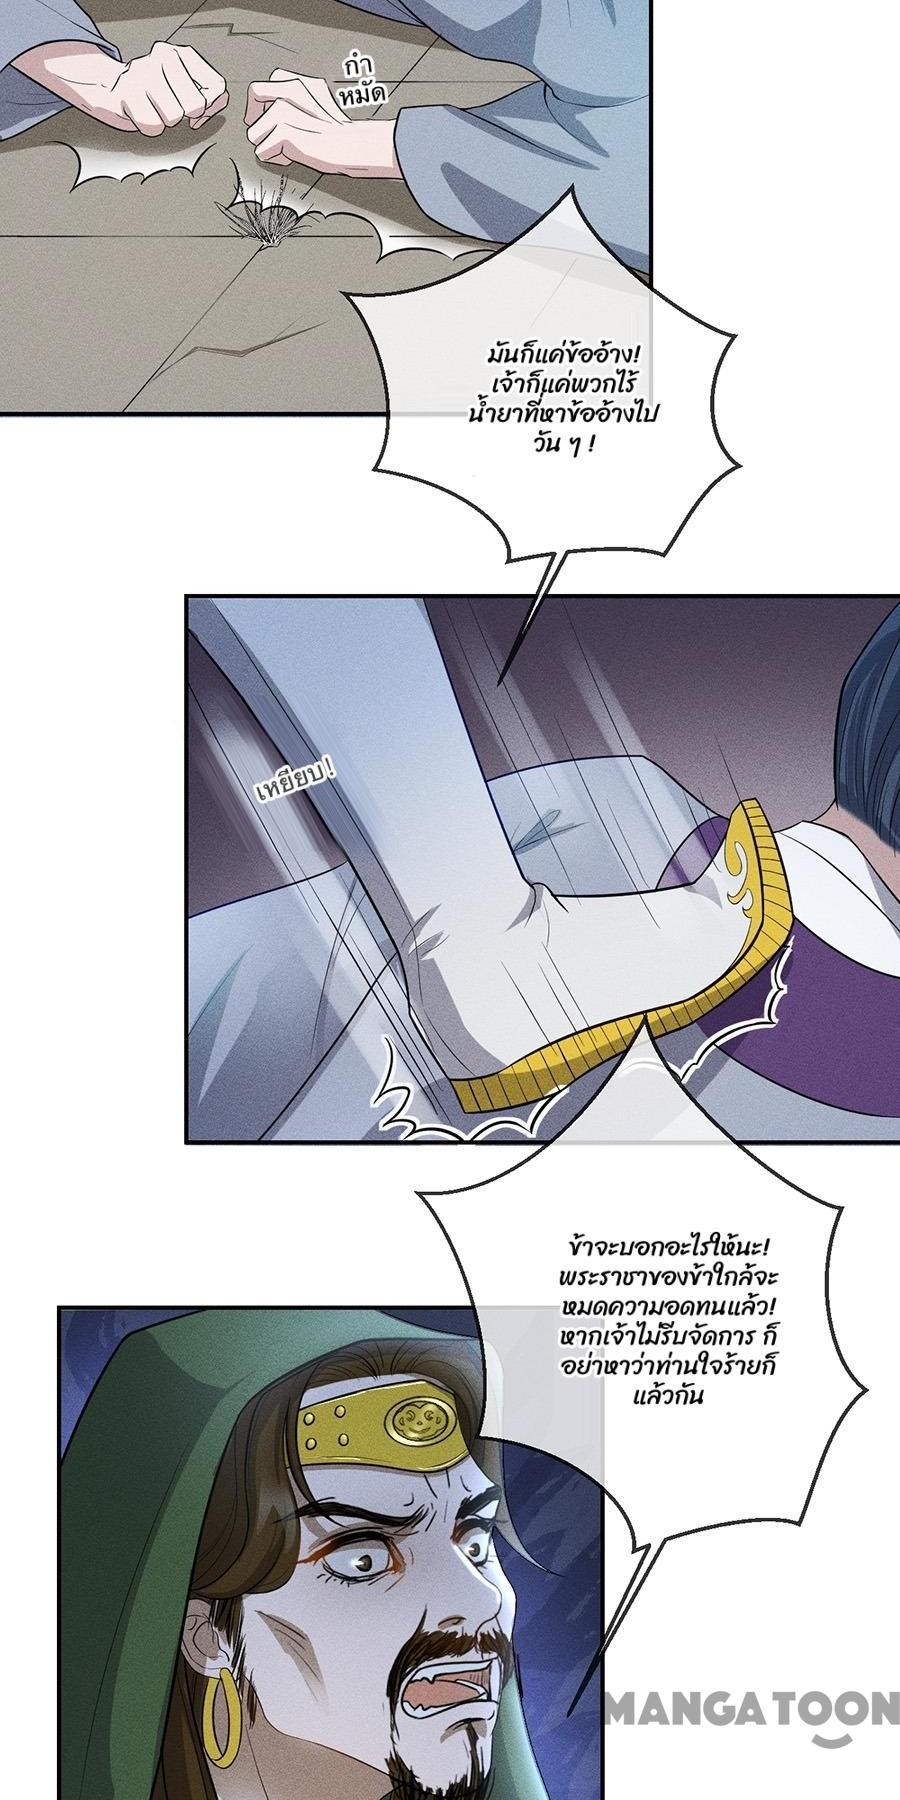 กำ
หมัด
มันก็แค่ข้ออ้าง!
เจ้าก็แค่พวกไร้
น้ำยาที่หาข้ออ้างไป
วัน ๆ !
เหยียบ!
ข้าจะบอกอะไรให้นะ!
พระราชาของข้าใกล้จะ
หมดความอดทนแล้ว!
หากเจ้าไม่รีบจัดการ ก็
อย่าหาว่าท่านใจร้ายก็
แล้วกัน
MANGA TOON